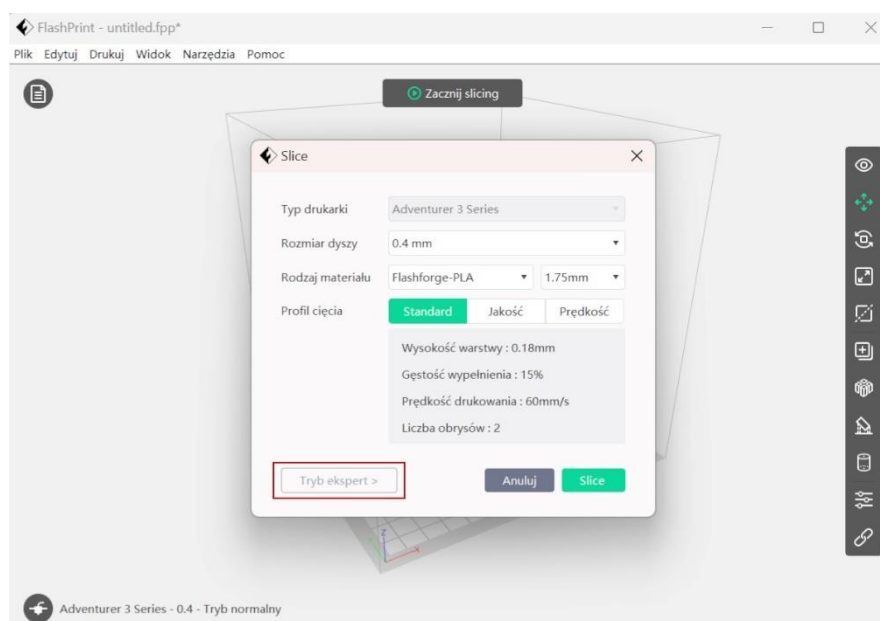 FlashPrint - untitled.fpp*
Plik Edytuj Drukuj Widok Narzędzia Pomoc
Zacznij slicing
Slice
Typ drukarki Adventurer 3 Series
Rozmiar dyszy 0.4 mm
Rodzaj materiału Flashforge-PLA 1.75mm
Profil cięcia Standard Jakość Prędkość
Wysokość warstwy : 0.18mm
Gęstość wypełnienia : 15%
Prędkość drukowania : 60mm/s
Liczba obrysów : 2
Tryb ekspert > Anuluj Slice
z
x
Adventurer 3 Series - 0.4 - Tryb normalny